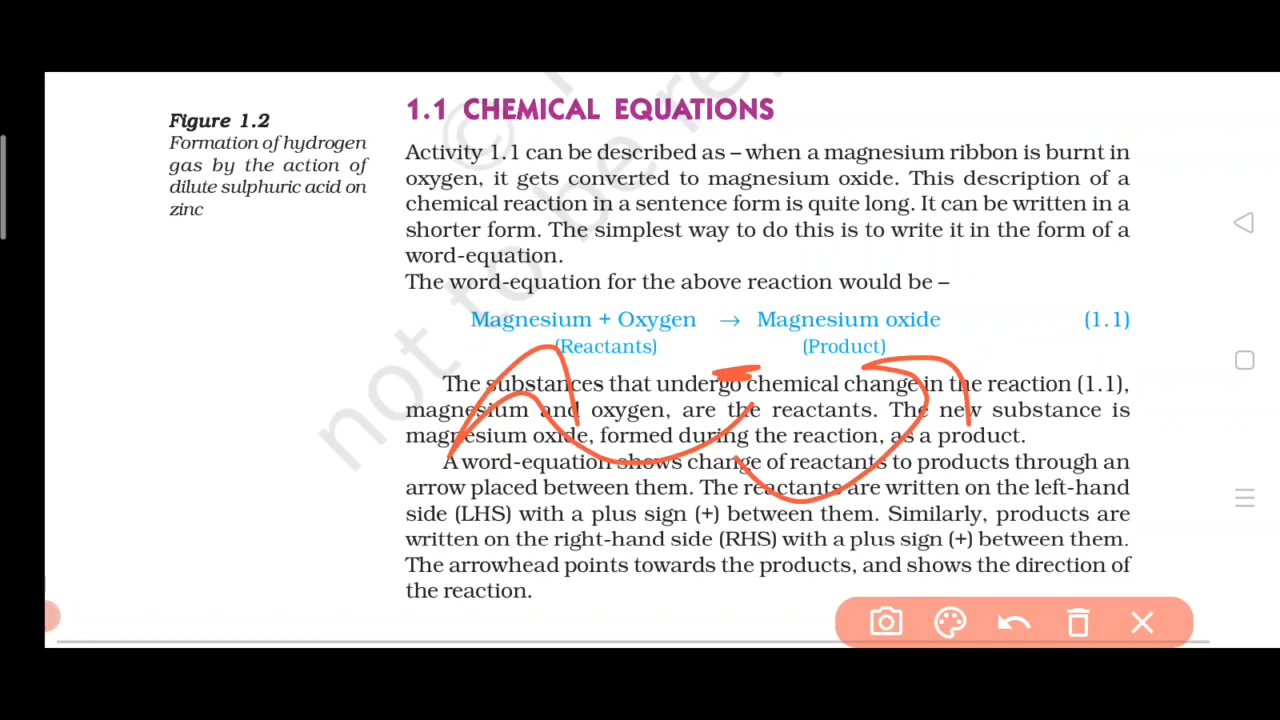 1.1 CHEMICAL EQUATIONS
Figure 1.2
Formation of hydrogen
gas by the action of
dilute sulphuric acid on
zinc
Activity 1.1 can be described as – when a magnesium ribbon is burnt in
oxygen, it gets converted to magnesium oxide. This description of a
chemical reaction in a sentence form is quite long. It can be written in a
shorter form. The simplest way to do this is to write it in the form of a
word-equation.
The word-equation for the above reaction would be –
Magnesium + Oxygen → Magnesium oxide (1.1)
(Reactants) (Product)
The substances that undergo chemical change in the reaction (1.1),
magnesium and oxygen, are the reactants. The new substance is
magnesium oxide, formed during the reaction, as a product.
A word-equation shows change of reactants to products through an
arrow placed between them. The reactants are written on the left-hand
side (LHS) with a plus sign (+) between them. Similarly, products are
written on the right-hand side (RHS) with a plus sign (+) between them.
The arrowhead points towards the products, and shows the direction of
the reaction.
©
not to be re